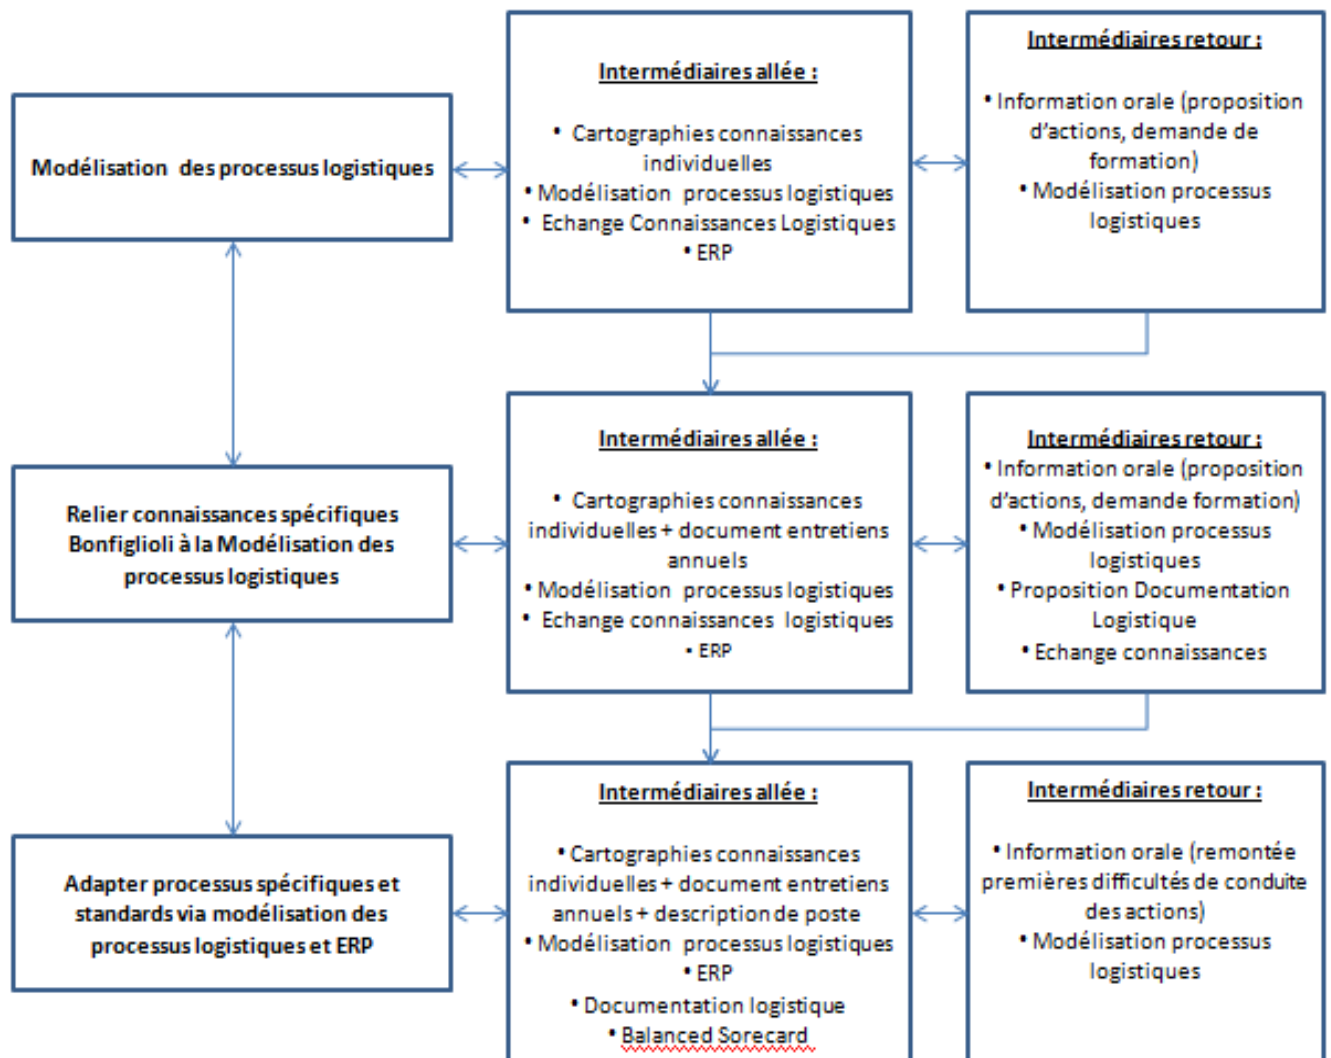 Modélisation des processus logistiques
Intermédiaires allée :
• Cartographies connaissances
individuelles
• Modélisation processus logistiques
• Echange Connaissances Logistiques
• ERP
Intermédiaires retour :
• Information orale (proposition
d'actions, demande de
formation)
• Modélisation processus
logistiques
Relier connaissances spécifiques
Bonfiglioli à la Modélisation des
processus logistiques
Intermédiaires allée :
• Cartographies connaissances
individuelles + document entretiens
annuels
• Modélisation processus logistiques
• Echange connaissances logistiques
• ERP
Intermédiaires retour :
• Information orale (proposition
d'actions, demande formation)
• Modélisation processus
logistiques
• Proposition Documentation
Logistique
• Echange connaissances
Adapter processus spécifiques et
standards via modélisation des
processus logistiques et ERP
Intermédiaires allée :
• Cartographies connaissances
individuelles + document entretiens
annuels + description de poste
• Modélisation processus logistiques
• ERP
• Documentation logistique
• Balanced Sorecard
Intermédiaires retour :
• Information orale (remontée
premières difficultés de conduite
des actions)
• Modélisation processus
logistiques